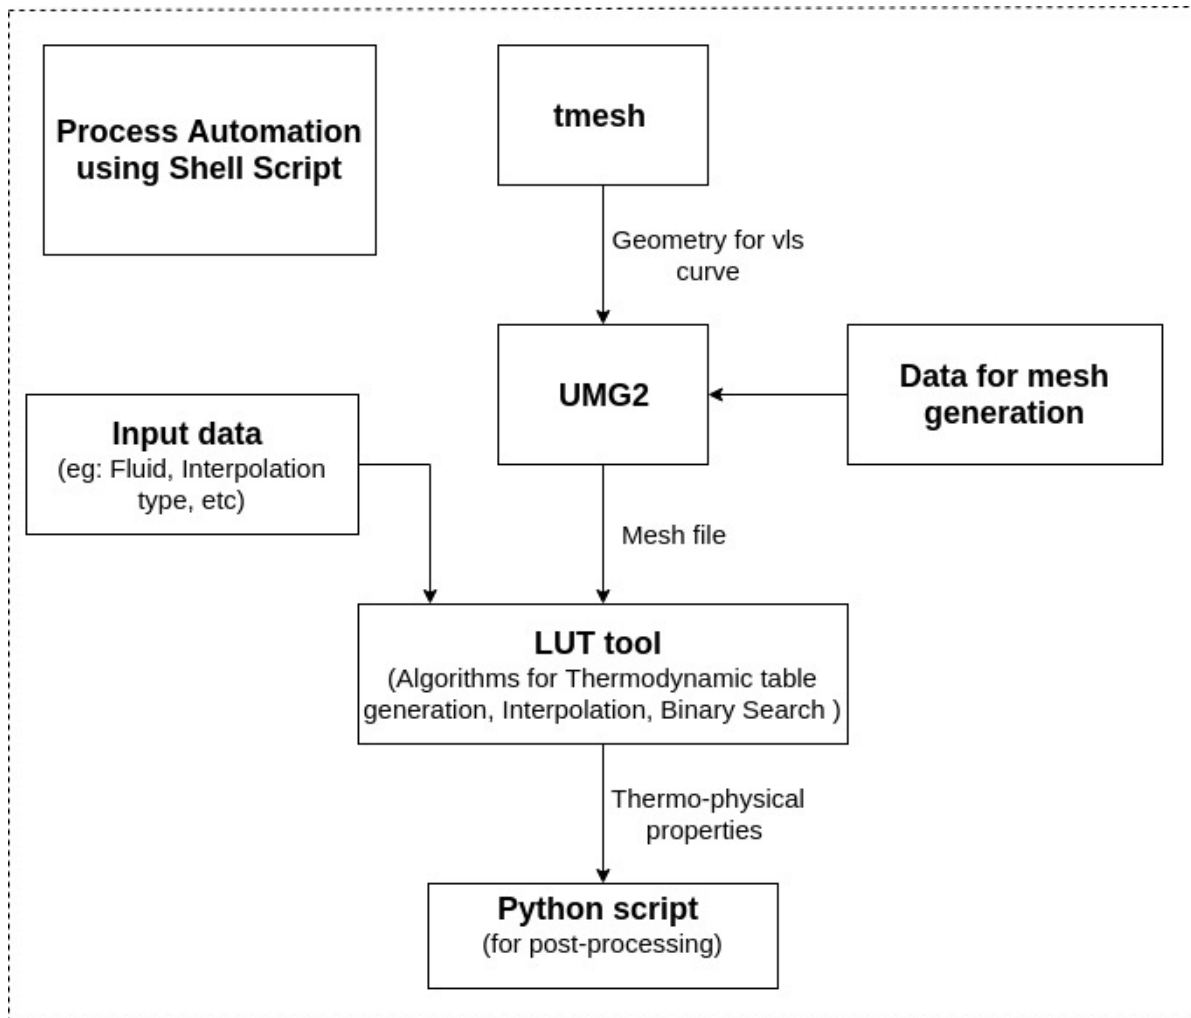 Process Automation
using Shell Script
tmesh
Geometry for vls
curve
UMG2
Data for mesh
generation
Input data
(eg: Fluid, Interpolation
type, etc)
Mesh file
LUT tool
(Algorithms for Thermodynamic table
generation, Interpolation, Binary Search )
Thermo-physical
properties
Python script
(for post-processing)